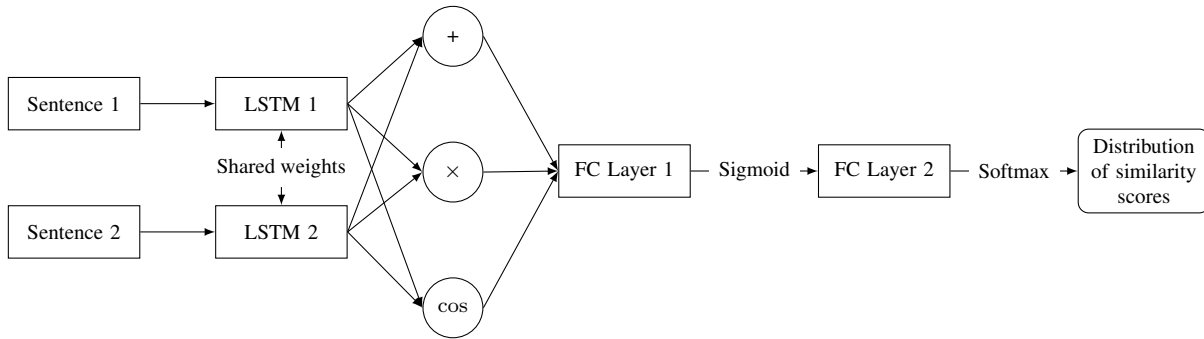 +
Sentence 1
LSTM 1
Shared weights
×
FC Layer 1
Sigmoid
FC Layer 2
Softmax
Distribution
of similarity
scores
Sentence 2
LSTM 2
cos